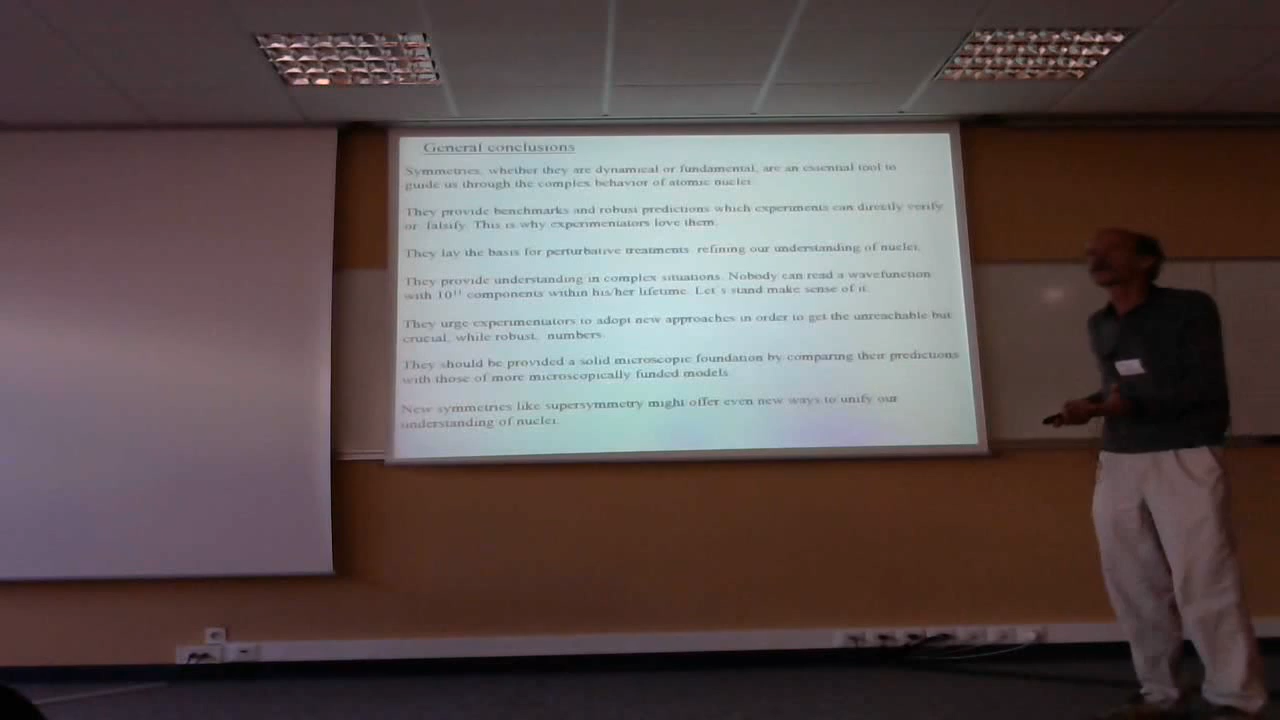 General conclusions
Symmetries, whether they are dynamical or fundamental, are an essential tool to
guide us through the complex behavior of atomic nuclei.
They provide benchmarks and robust predictions which experiments can directly verify
or falsify. This is why experimentators love them.
They lay the basis for perturbative treatments refining our understanding of nuclei.
They provide understanding in complex situations. Nobody can read a wavefunction
with 10¹¹ components within his/her lifetime. Let's stand make sense of it.
They urge experimentators to adopt new approaches in order to get the unreachable but
crucial, while robust, numbers.
They should be provided a solid microscopic foundation by comparing their predictions
with those of more microscopically funded models.
New symmetries like supersymmetry might offer even new ways to unify our
understanding of nuclei.